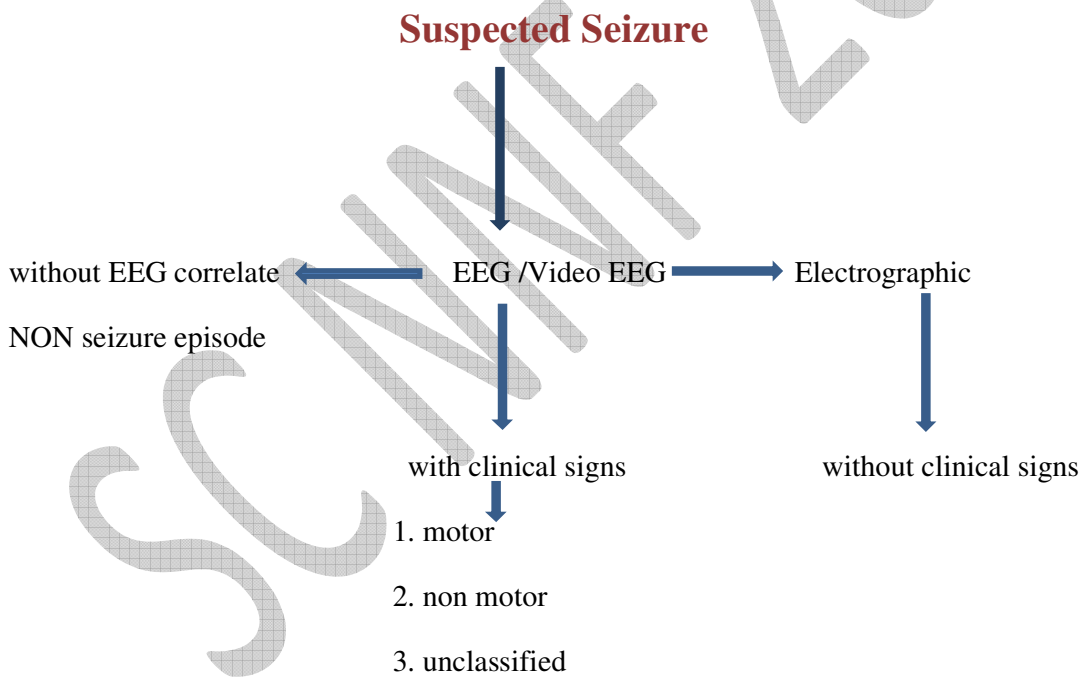 Suspected Seizure
without EEG correlate
EEG /Video EEG
Electrographic
NON seizure episode
with clinical signs
without clinical signs
1. motor
2. non motor
3. unclassified